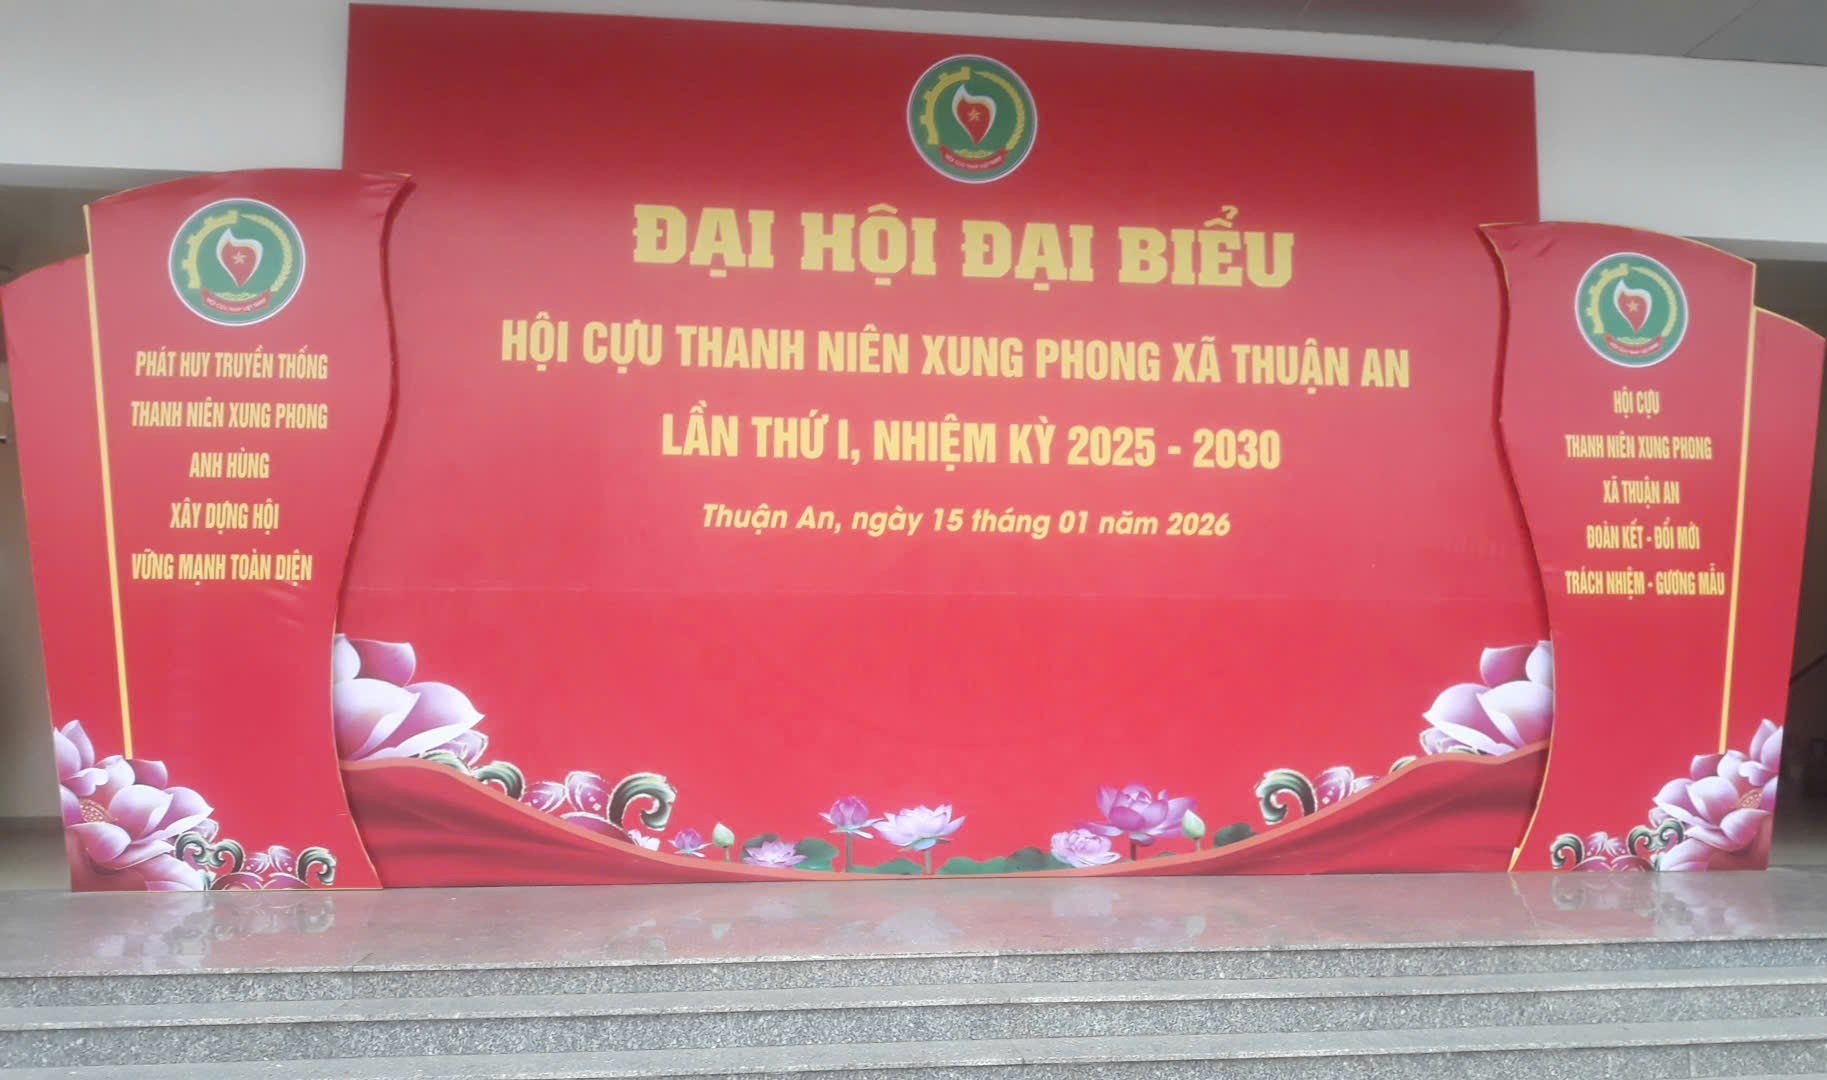 ĐẠI HỘI ĐẠI BIỂU
HỘI CỰU THANH NIÊN XUNG PHONG XÃ THUẬN AN
LẦN THỨ I, NHIỆM KỲ 2025 - 2030
Thuận An, ngày 15 tháng 01 năm 2026
PHÁT HUY TRUYỀN THỐNG
THANH NIÊN XUNG PHONG
ANH HÙNG
XÂY DỰNG HỘI
VỮNG MẠNH TOÀN DIỆN
HỘI CỰU
THANH NIÊN XUNG PHONG
XÃ THUẬN AN
ĐOÀN KẾT - ĐỔI MỚI
TRÁCH NHIỆM - GƯƠNG MẪU